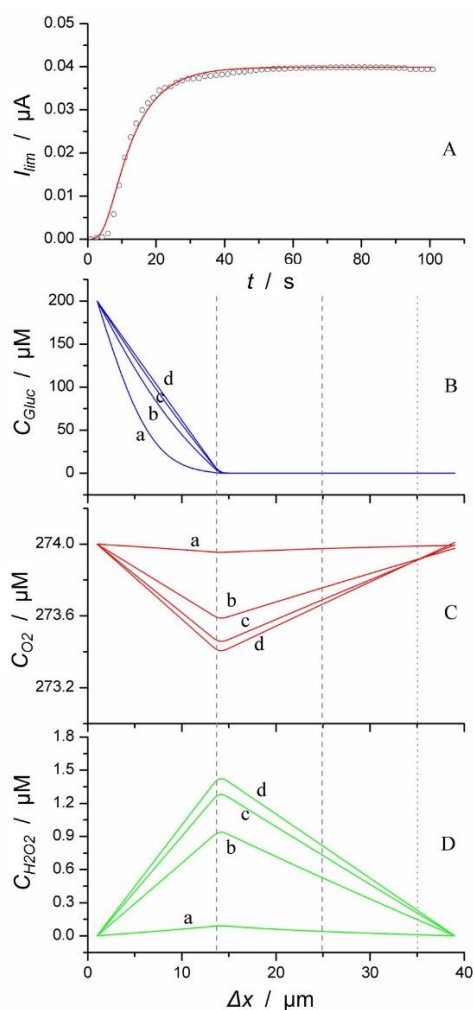 0.05
0.04
0.03
0.02
0.01
0.00
I_lim / μA
A
0 20 40 60 80 100
t / s
200
150
100
50
0
C_Gluc / μM
B
d
c
b
a
274.0
273.6
273.2
C_O2 / μM
C
a
b
c
d
1.8
1.5
1.2
0.9
0.6
0.3
0.0
C_H2O2 / μM
D
d
c
b
a
0 10 20 30 40
Δx / μm